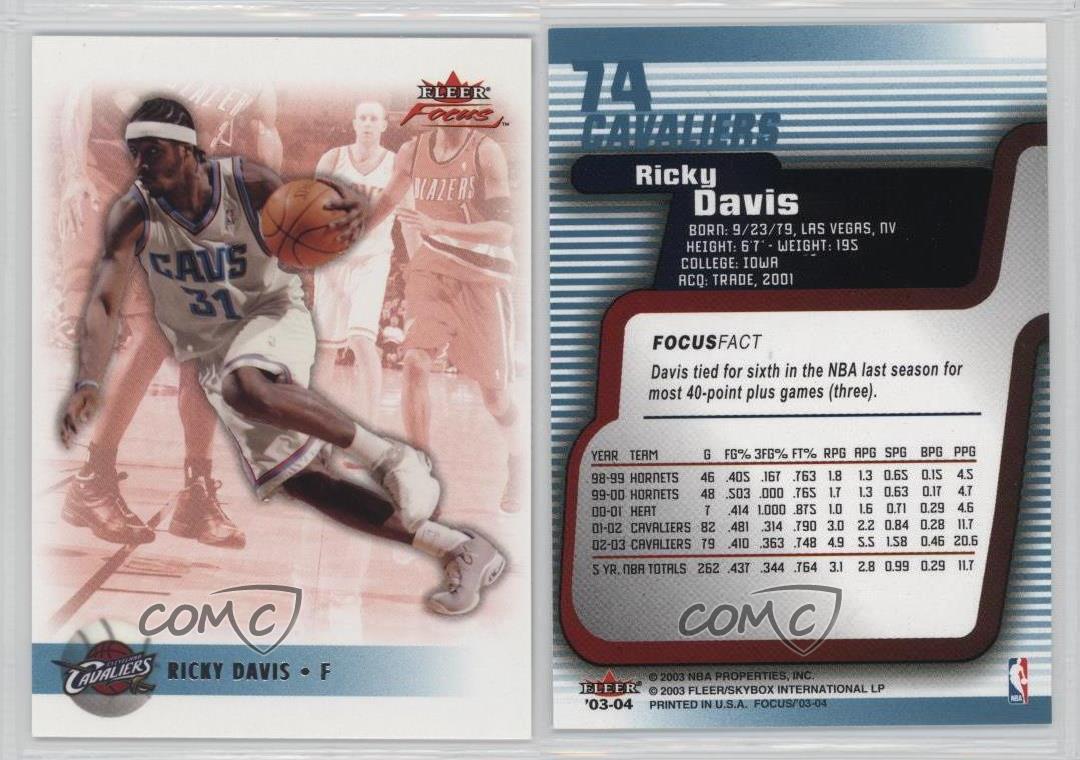 FLEER®
Focus™
BLAZERS
CAVS
31
COMC
CLEVELAND
CAVALIERS
RICKY DAVIS • F
74
CAVALIERS
Ricky
Davis
BORN: 9/23/79, LAS VEGAS, NV
HEIGHT: 6'7" - WEIGHT: 195
COLLEGE: IOWA
ACQ: TRADE, 2001
FOCUSFACT
Davis tied for sixth in the NBA last season for
most 40-point plus games (three).
YEAR TEAM G FG% 3FG% FT% RPG APG SPG BPG PPG
98-99 HORNETS 46 .405 .167 .763 1.8 1.3 0.65 0.15 4.5
99-00 HORNETS 48 .503 .000 .765 1.7 1.3 0.63 0.17 4.7
00-01 HEAT 7 .414 1.000 .875 1.0 1.6 0.71 0.29 4.6
01-02 CAVALIERS 82 .481 .314 .790 3.0 2.2 0.84 0.28 11.7
02-03 CAVALIERS 79 .410 .363 .748 4.9 5.5 1.58 0.46 20.6
5 YR. NBA TOTALS 262 .437 .344 .764 3.1 2.8 0.99 0.29 11.7
COMC
FLEER®
'03-04
© 2003 NBA PROPERTIES, INC.
© 2003 FLEER/SKYBOX INTERNATIONAL LP
PRINTED IN U.S.A. FOCUS/'03-04
NBA